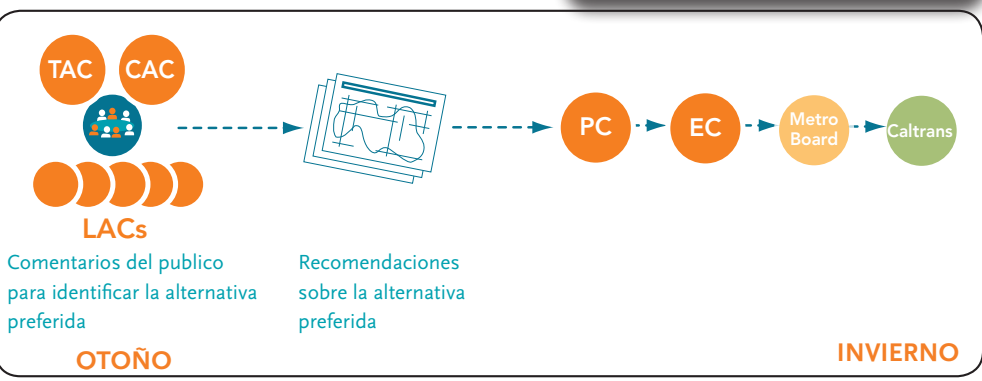 TAC
CAC
LACs
Comentarios del publico
para identificar la alternativa
preferida
OTOÑO
Recomendaciones
sobre la alternativa
preferida
PC
EC
Metro
Board
Caltrans
INVIERNO